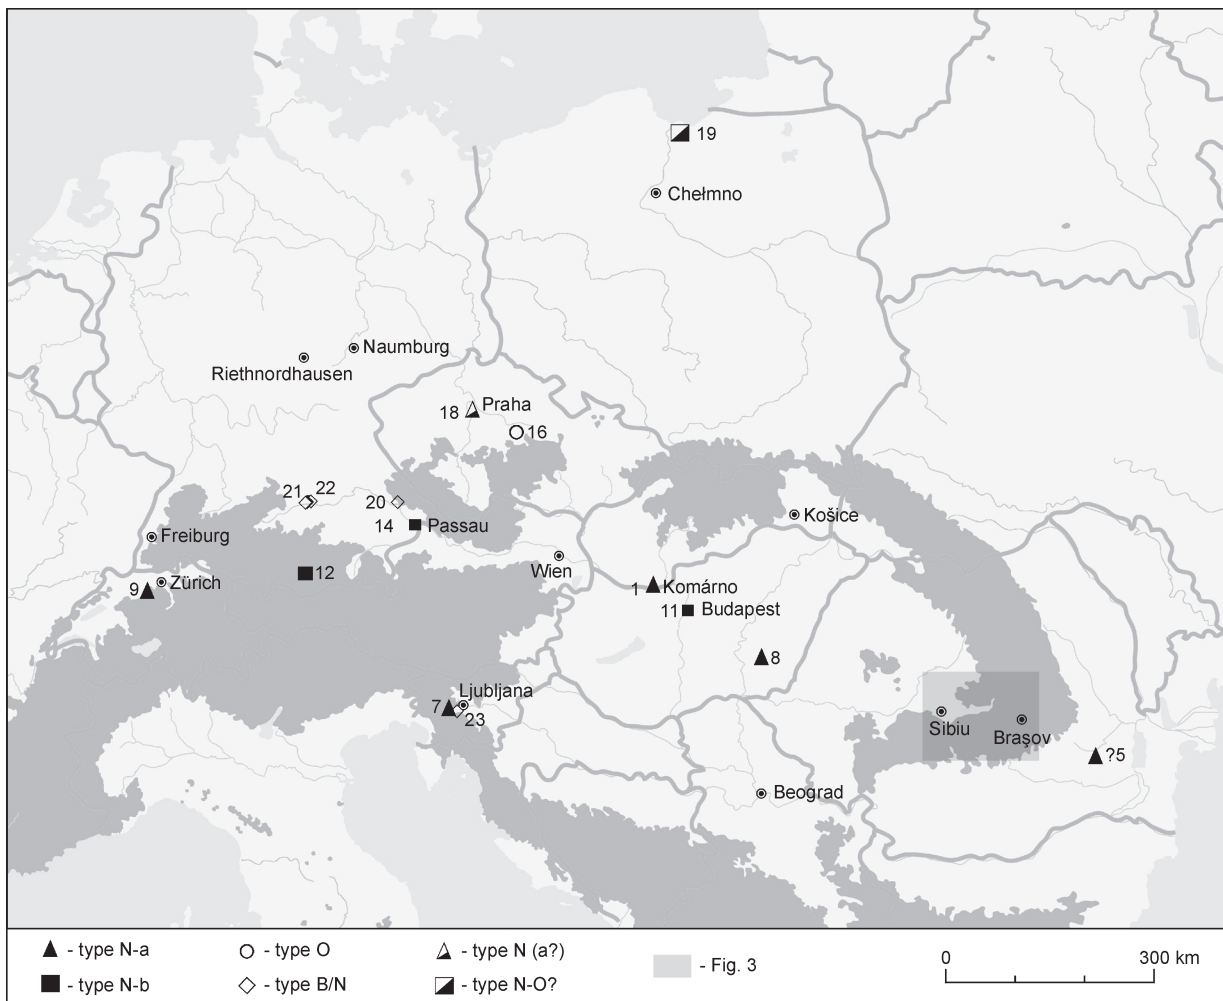 19
Chełmno
Naumburg
Riethnordhausen
Praha
18
16
21 22
20
14 Passau
Freiburg
Košice
Wien
12
Zürich
9
1 Komárno
11 Budapest
8
Ljubljana
7
23
Sibiu
Braşov
?5
Beograd
- type N-a
- type O
- type N (a?)
- type N-b
- type B/N
- type N-O?
- Fig. 3
0 300 km